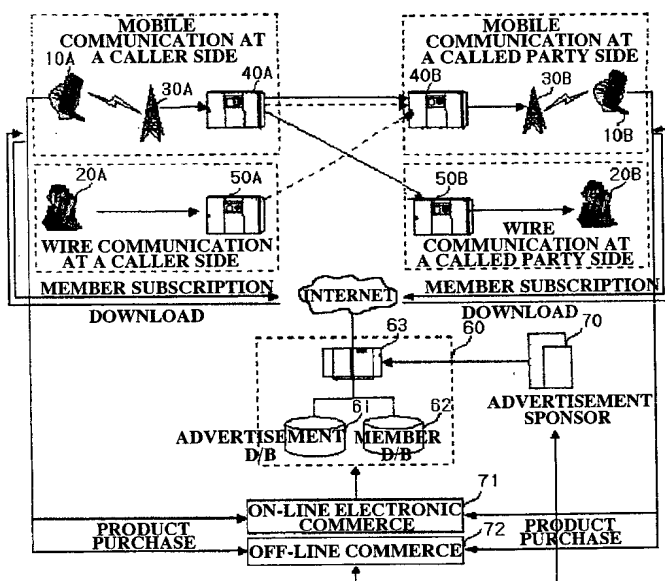 MOBILE
COMMUNICATION AT
A CALLER SIDE
10A
30A
40A
MOBILE
COMMUNICATION AT
A CALLED PARTY SIDE
40B
30B
10B
20A
50A
WIRE COMMUNICATION
AT A CALLER SIDE
50B
20B
WIRE
COMMUNICATION AT
A CALLED PARTY SIDE
MEMBER SUBSCRIPTION
DOWNLOAD
INTERNET
MEMBER SUBSCRIPTION
DOWNLOAD
63
60
70
ADVERTISEMENT
SPONSOR
61
ADVERTISEMENT
D/B
62
MEMBER
D/B
71
ON-LINE ELECTRONIC
COMMERCE
PRODUCT
PURCHASE
72
OFF-LINE COMMERCE
PRODUCT
PURCHASE